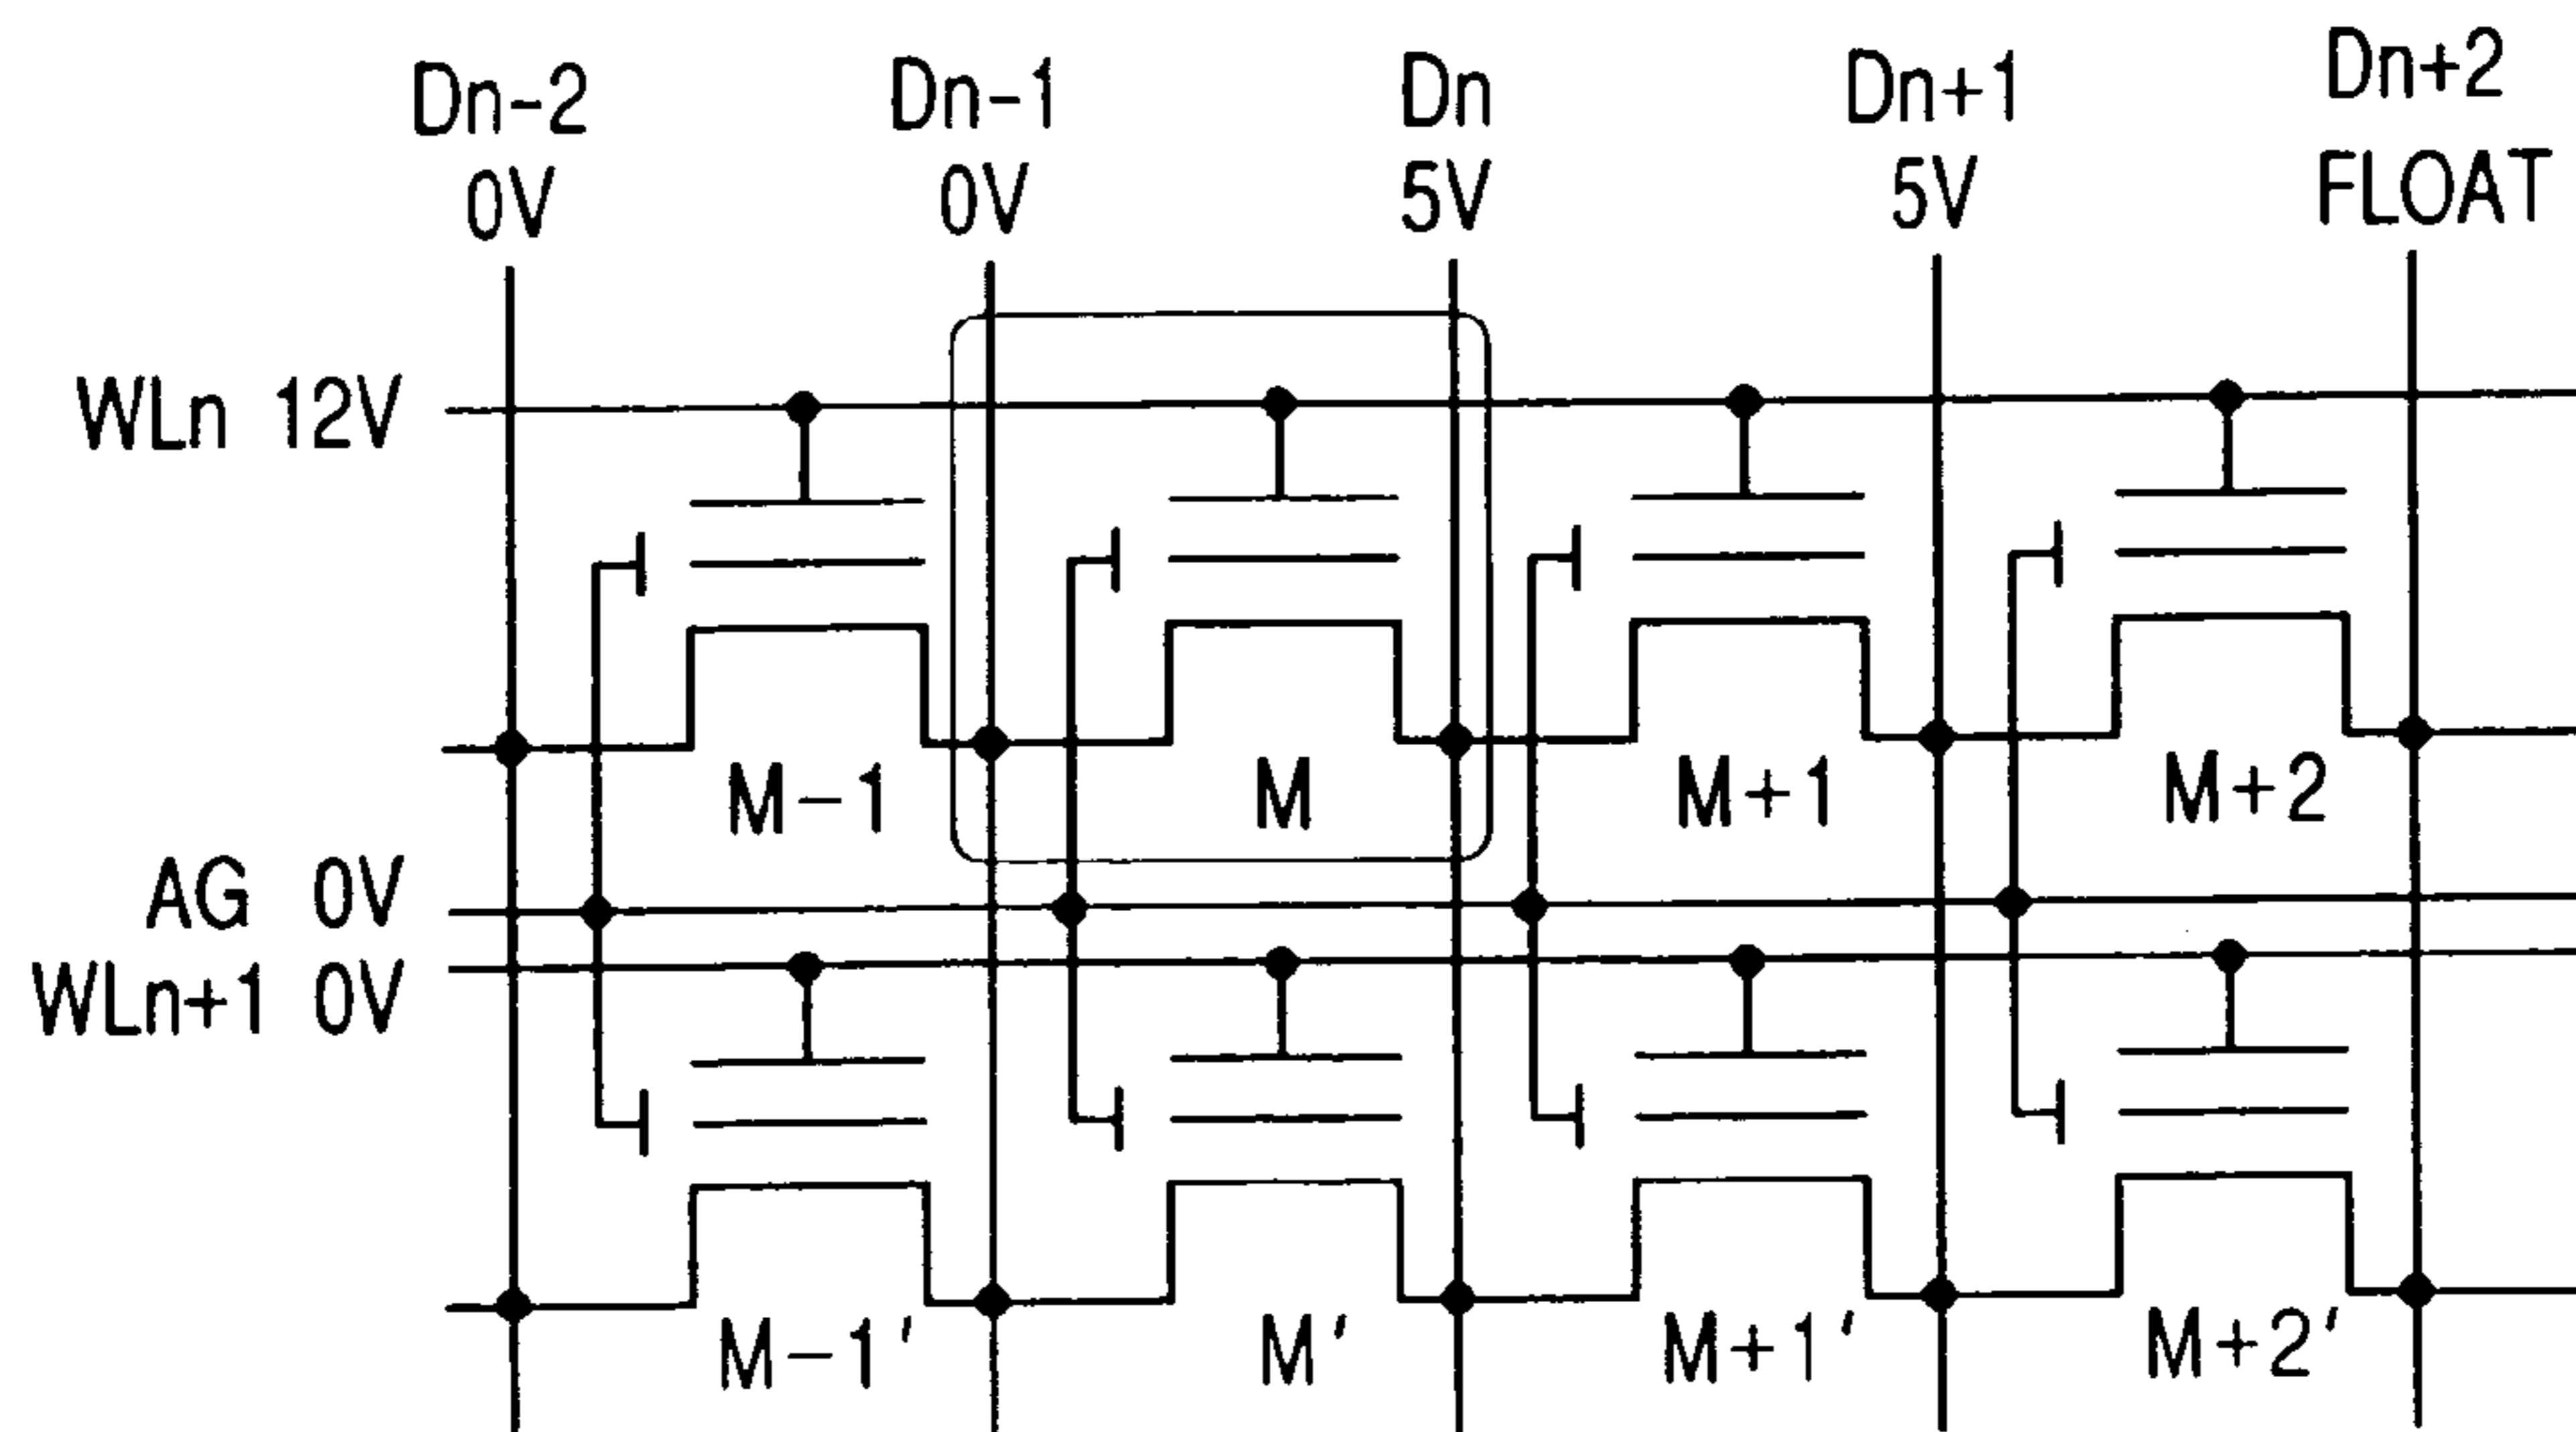 Dn-2 Dn-1 Dn Dn+1 Dn+2
0V 0V 5V 5V FLOAT
WLn 12V
M-1 M M+1 M+2
AG 0V
WLn+1 0V
M-1' M' M+1' M+2'